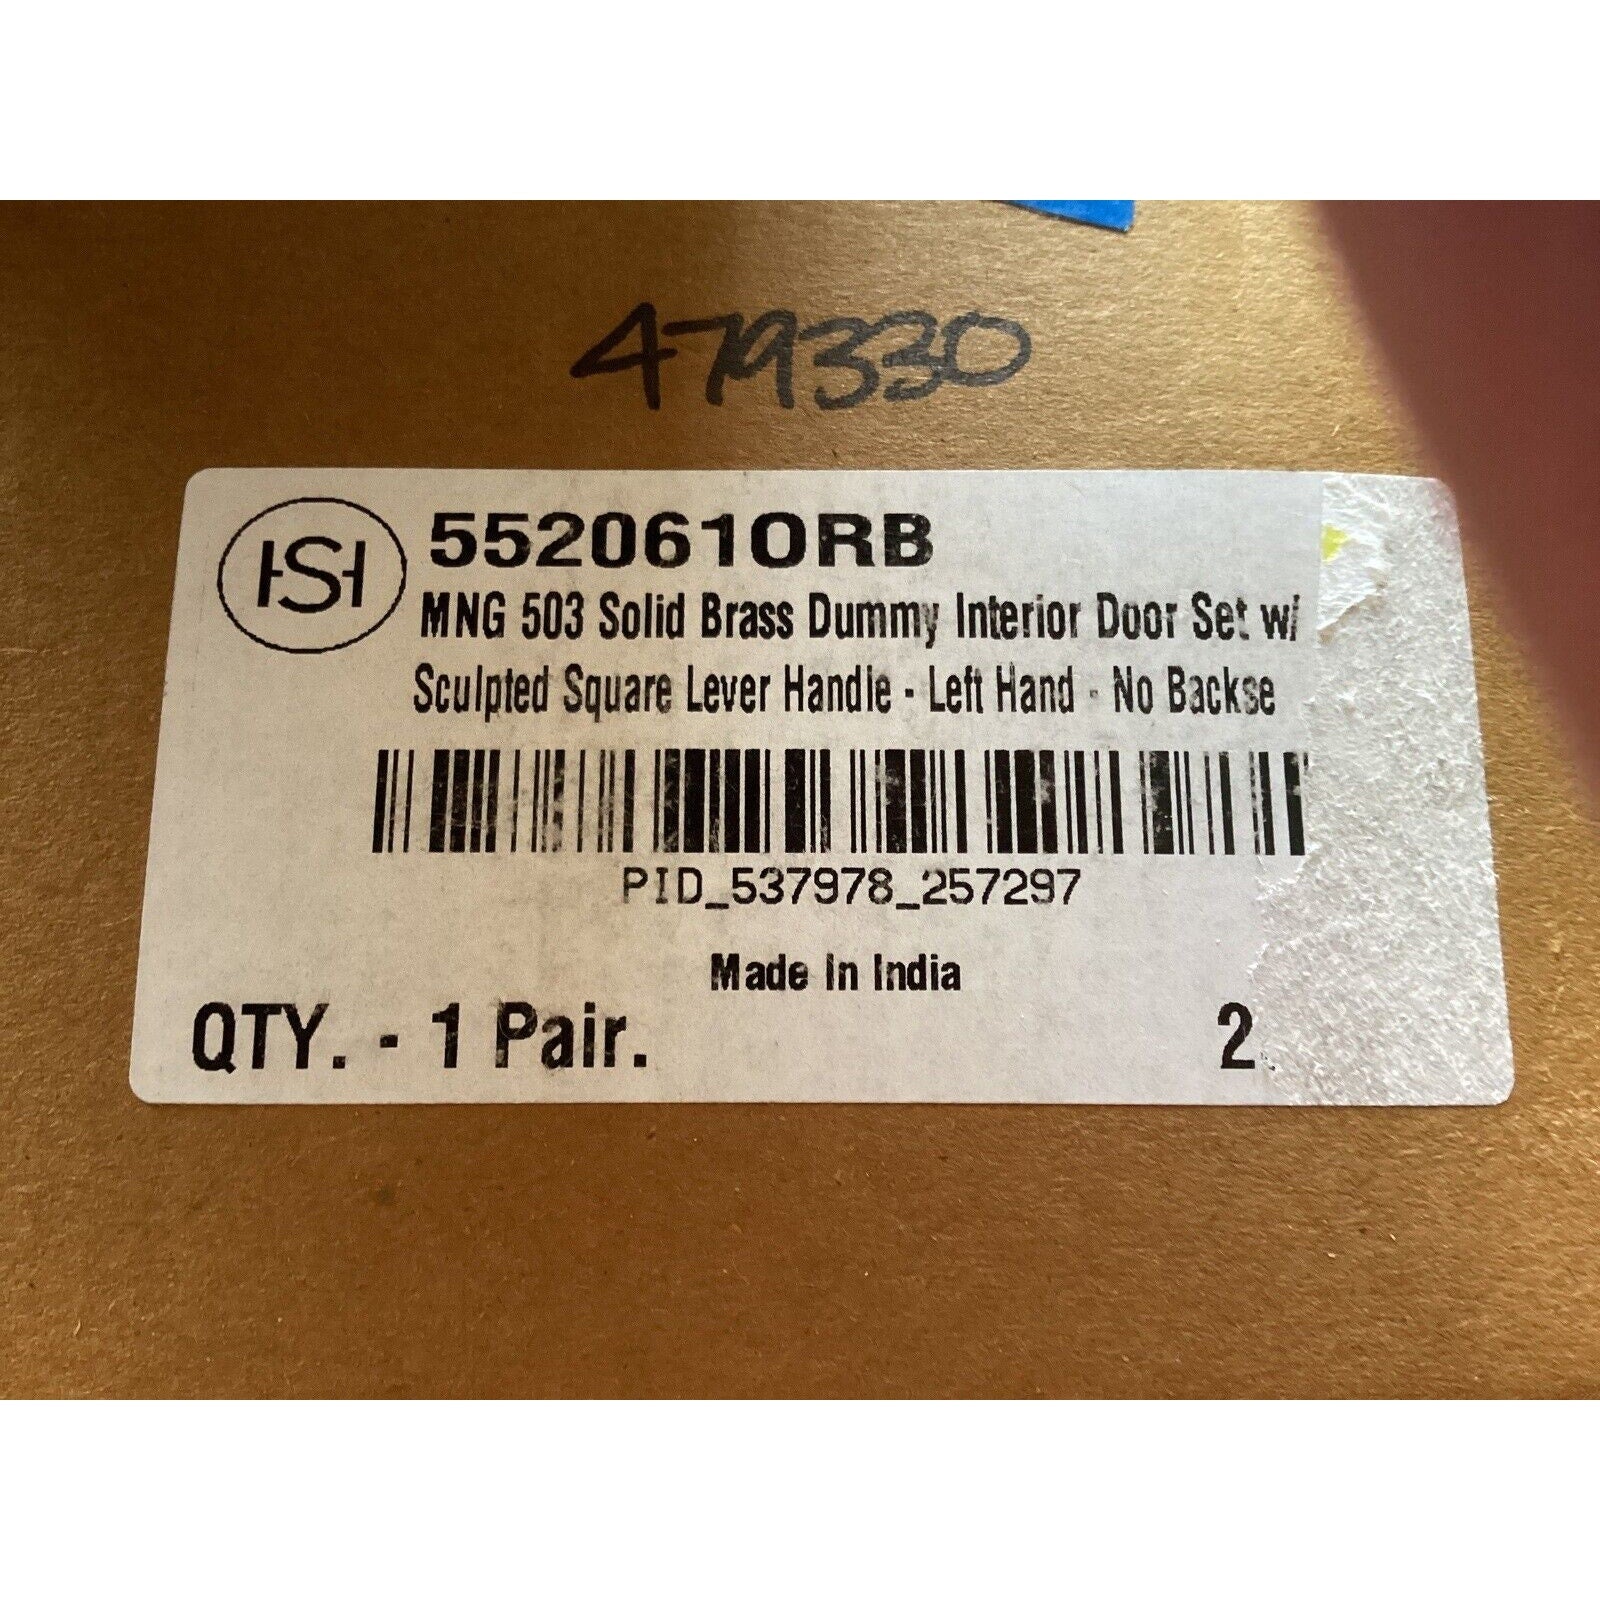 479330
HSH
552061ORB
MNG 503 Solid Brass Dummy Interior Door Set w/
Sculpted Square Lever Handle - Left Hand - No Backse
PID_537978_257297
Made In India
QTY. - 1 Pair. 2